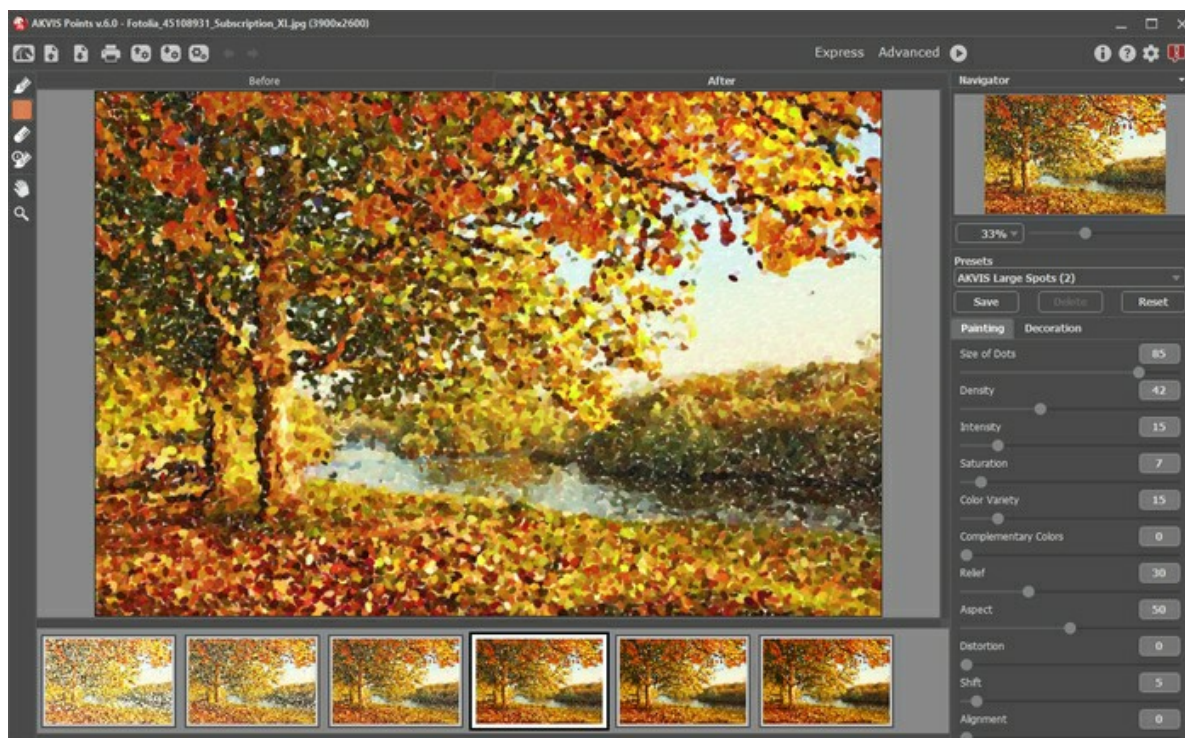 AKVIS Points v.6.0 - Fotolia_45108931_Subscription_XL.jpg (3900x2600)
Express Advanced
Before After
Navigator
33%
Presets
AKVIS Large Spots (2)
Save Delete Reset
Painting Decoration
Size of Dots 85
Density 42
Intensity 15
Saturation 7
Color Variety 15
Complementary Colors 0
Relief 30
Aspect 50
Distortion 0
Shift 5
Alignment 0